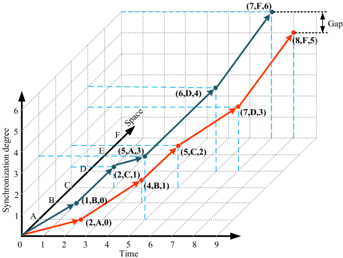 (7,F,6)
Gap
(8,F,5)
(6,D,4)
(7,D,3)
Space
F
E
(5,A,3)
(5,C,2)
D
(2,C,1)
C
(4,B,1)
B
(1,B,0)
A
(2,A,0)
Synchronization degree
6
5
4
3
2
1
0
1
2
3
4
5
6
7
8
9
Time